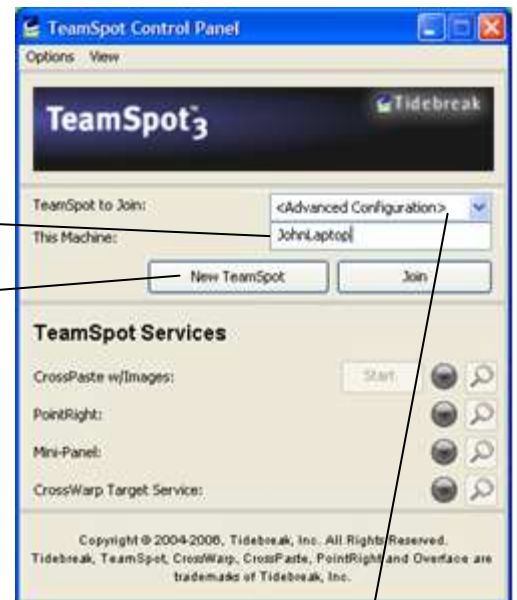 TeamSpot Control Panel
Options View
TeamSpot™3
Tidebreak
TeamSpot to Join: <Advanced Configuration>
This Machine: JohnLaptop
New TeamSpot Join
TeamSpot Services
CrossPaste w/Images: Start
PointRight:
Mini-Panel:
CrossWarp Target Service:
Copyright © 2004-2006, Tidebreak, Inc. All Rights Reserved.
Tidebreak, TeamSpot, CrossWarp, CrossPaste, PointRight and Overface are
trademarks of Tidebreak, Inc.